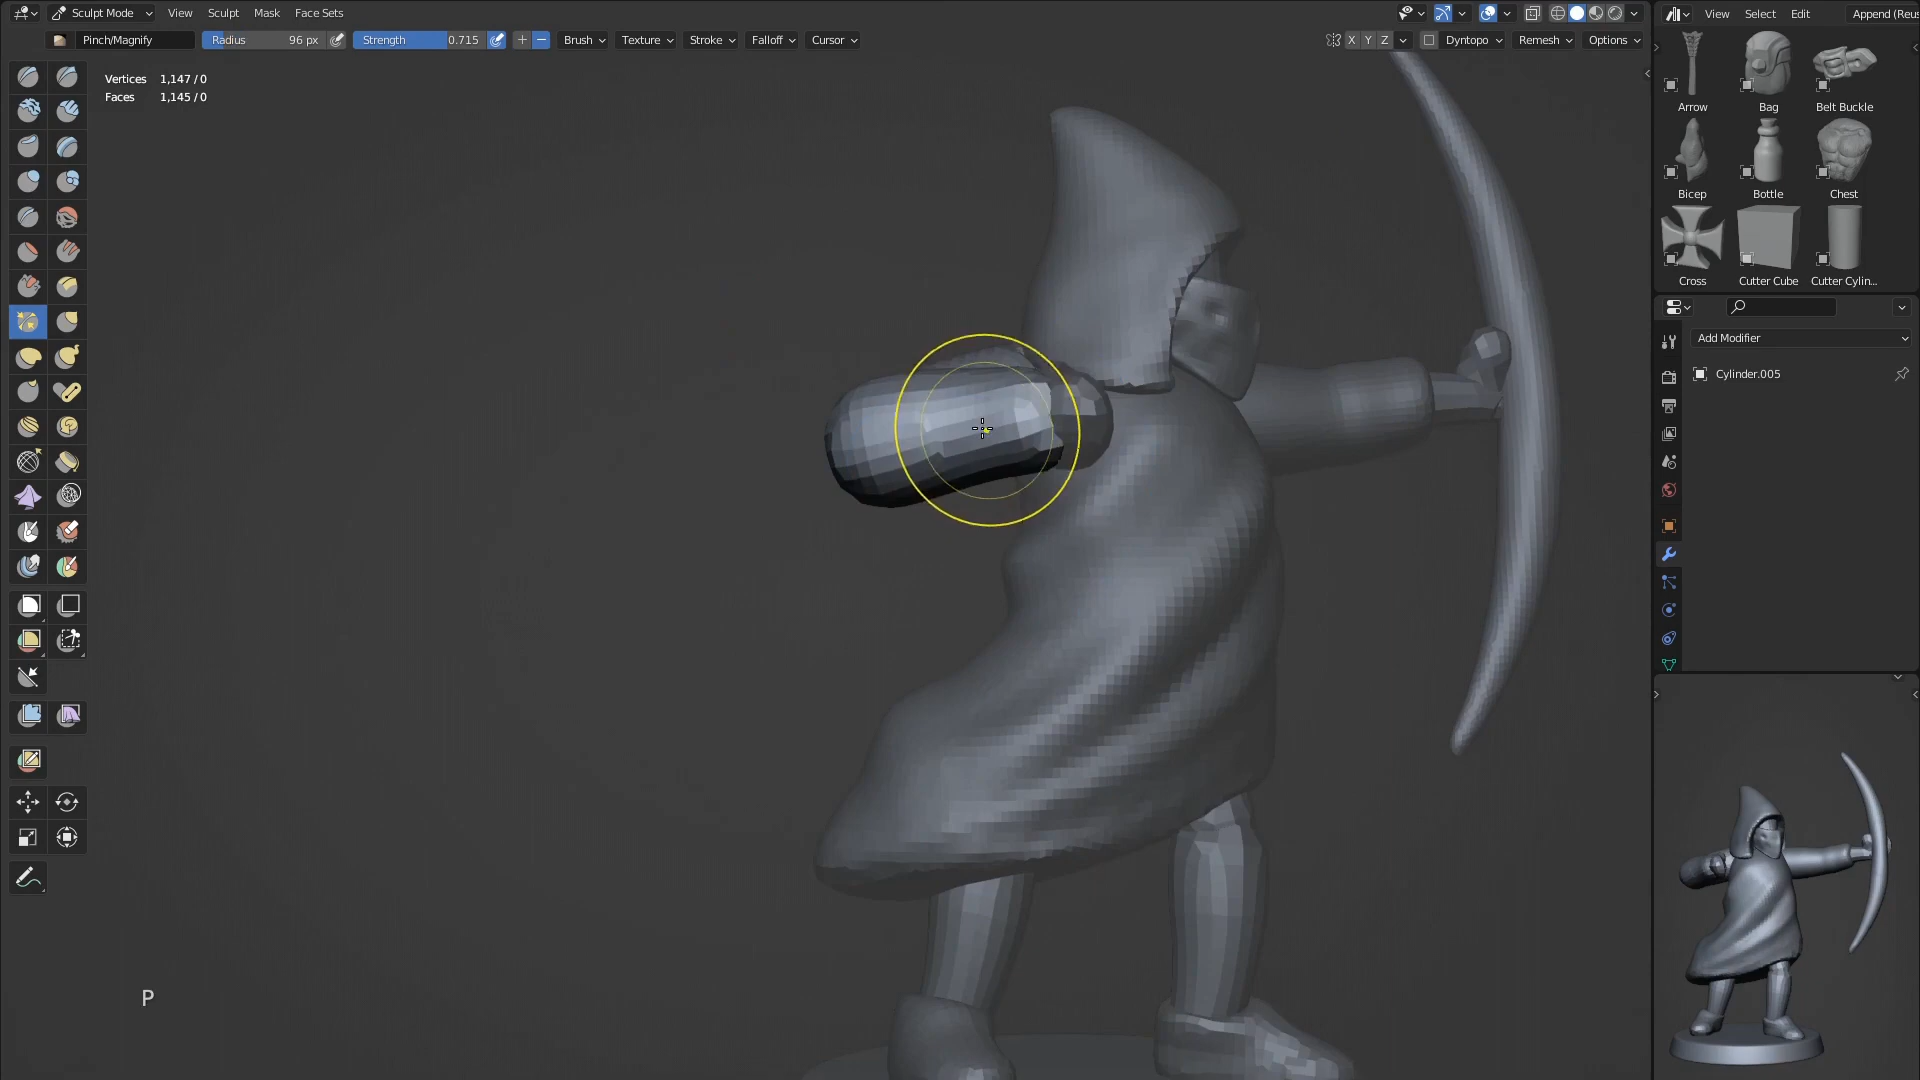 Sculpt Mode View Sculpt Mask Face Sets
View Select Edit Append (Reus
Pinch/Magnify Radius 96 px Strength 0.715 Brush Texture Stroke Falloff Cursor
X Y Z Dyntopo Remesh Options
Vertices 1,147 / 0
Faces 1,145 / 0
Arrow Bag Belt Buckle
Bicep Bottle Chest
Cross Cutter Cube Cutter Cylin...
Add Modifier
Cylinder.005
P